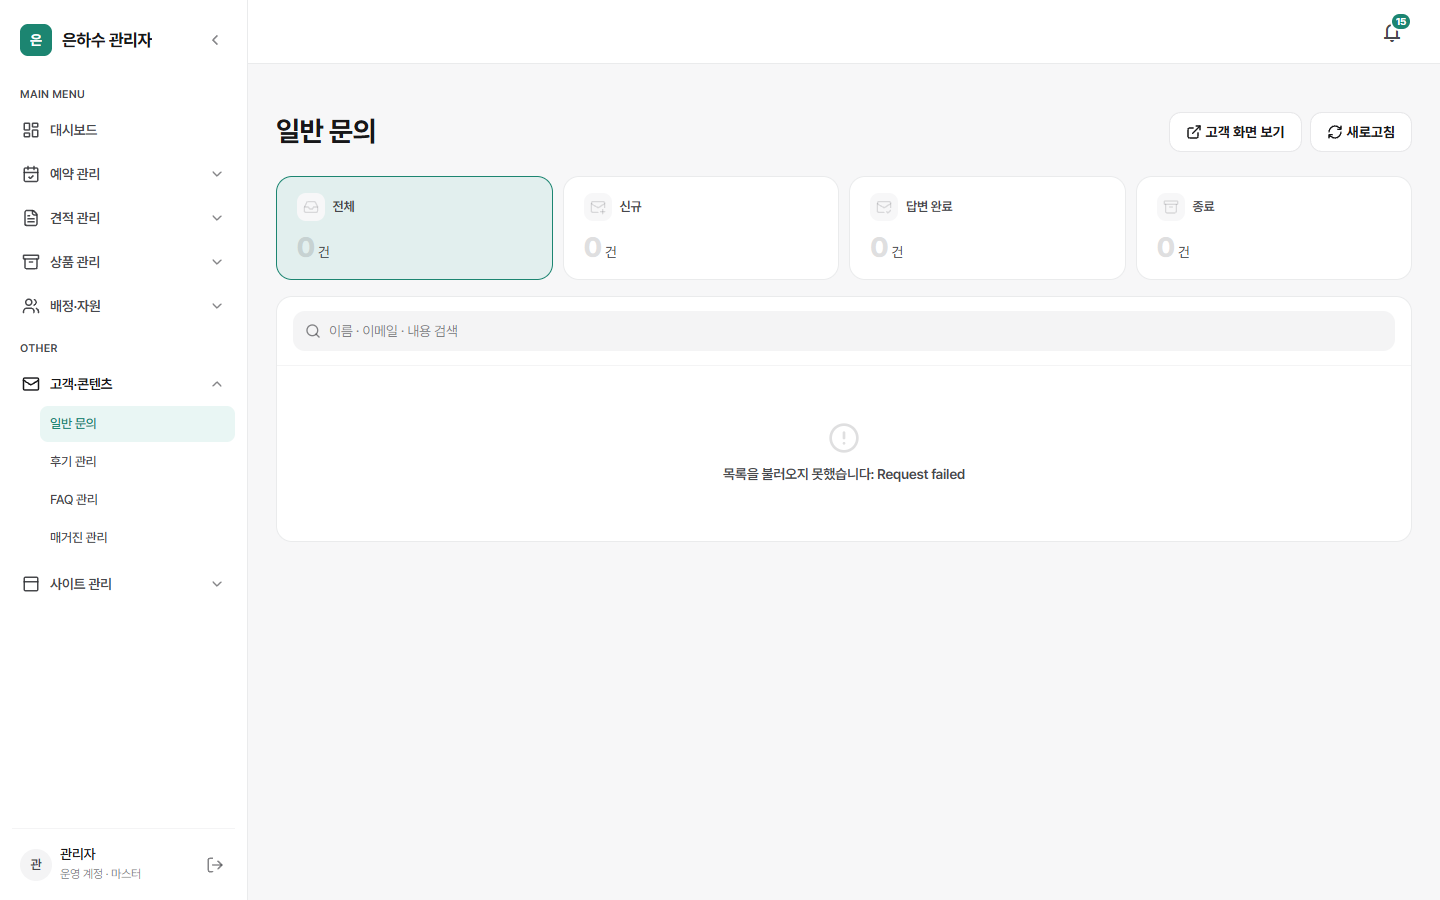 은 은하수 관리자
MAIN MENU
대시보드
예약 관리
견적 관리
상품 관리
배정·자원
OTHER
고객·콘텐츠
일반 문의
후기 관리
FAQ 관리
매거진 관리
사이트 관리
관 관리자
운영 계정 · 마스터
15
일반 문의
고객 화면 보기 새로고침
전체 신규 답변 완료 종료
0 건 0 건 0 건 0 건
이름 · 이메일 · 내용 검색
목록을 불러오지 못했습니다: Request failed